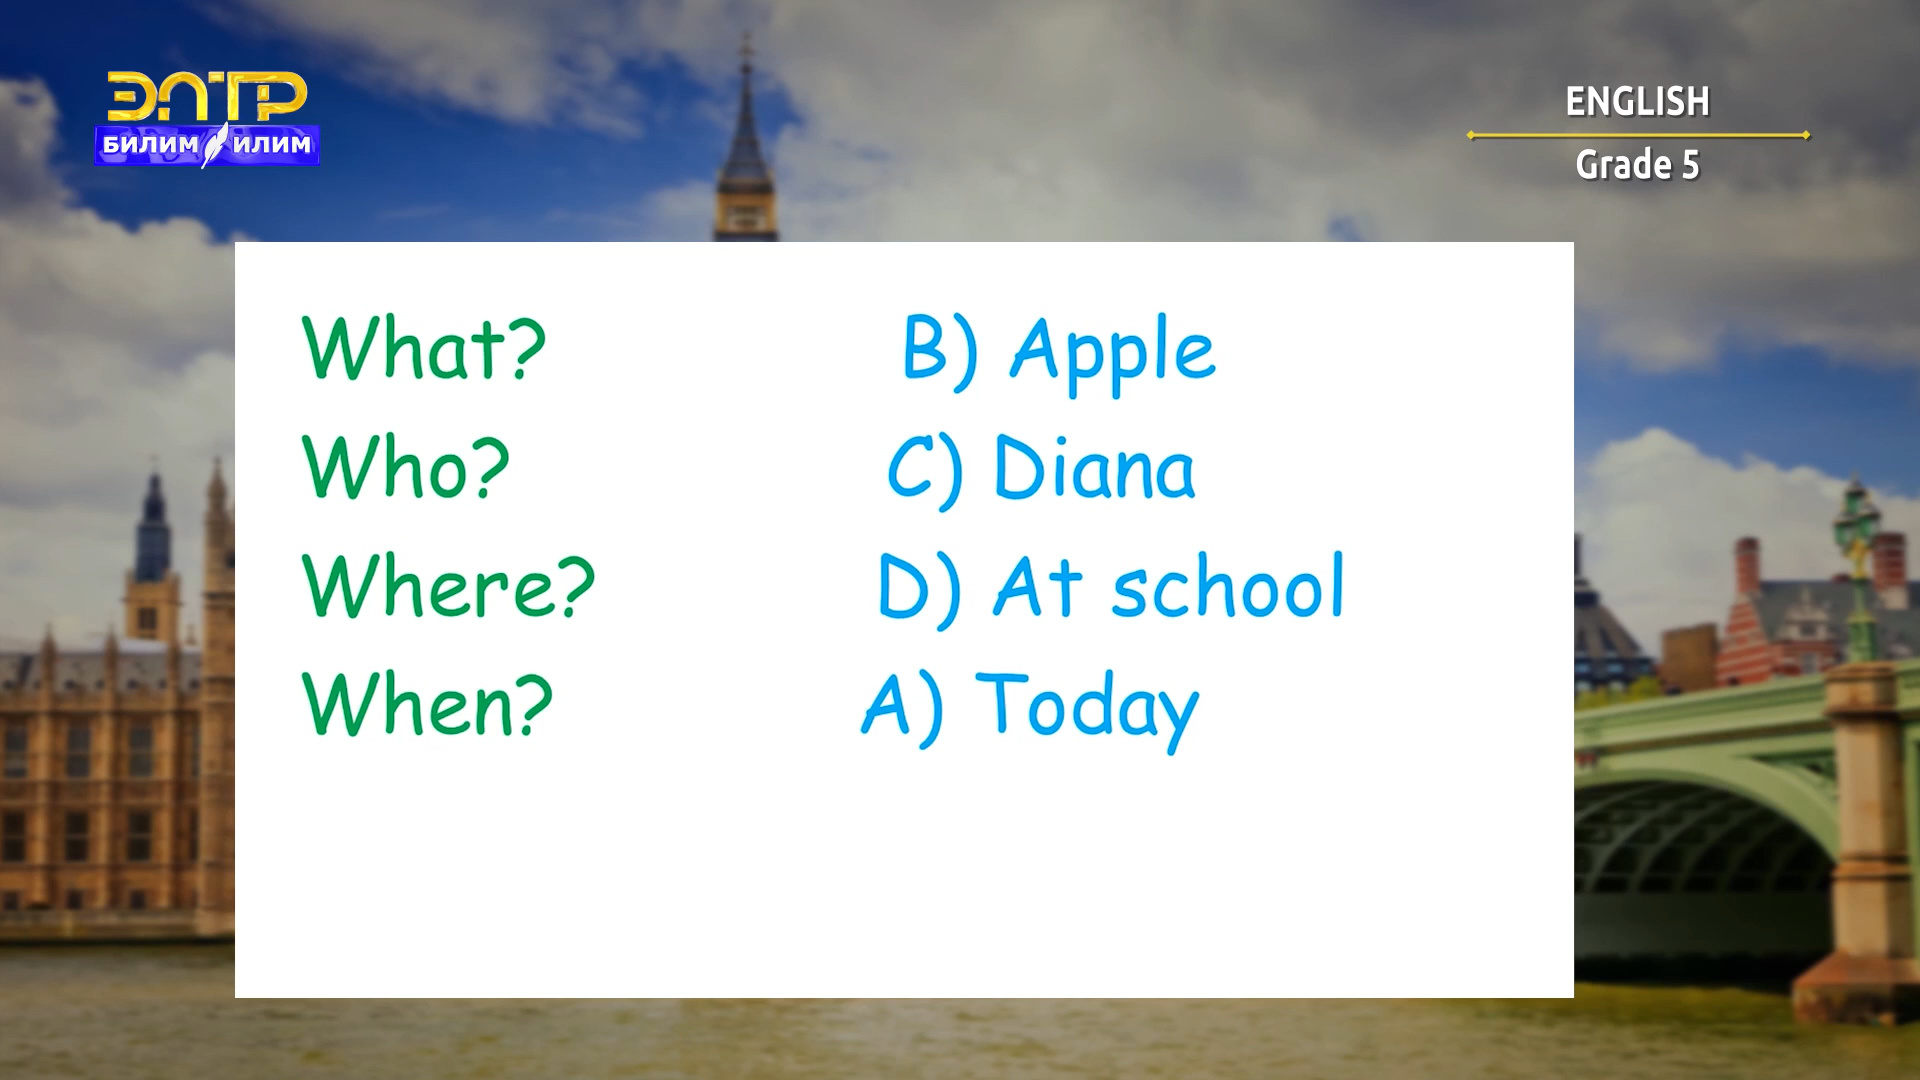 ЭЛТР
БИЛИМ ИЛИМ
ENGLISH
Grade 5
What? B) Apple
Who? C) Diana
Where? D) At school
When? A) Today